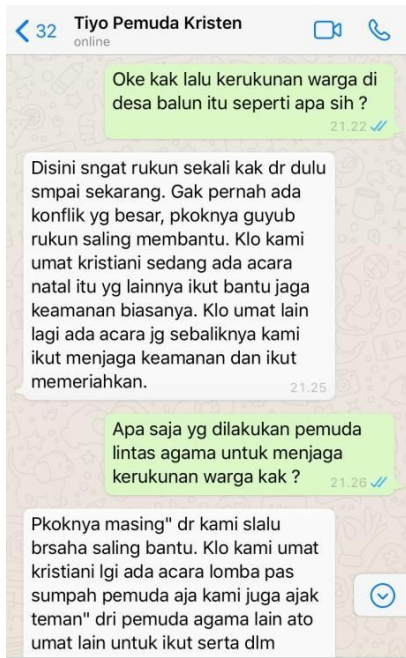 32
Tiyo Pemuda Kristen
online
Oke kak lalu kerukunan warga di
desa balun itu seperti apa sih ?
21.22
Disini sngat rukun sekali kak dr dulu
smpai sekarang. Gak pernah ada
konflik yg besar, pkoknya guyub
rukun saling membantu. Klo kami
umat kristiani sedang ada acara
natal itu yg lainnya ikut bantu jaga
keamanan biasanya. Klo umat lain
lagi ada acara jg sebaliknya kami
ikut menjaga keamanan dan ikut
memeriahkan.
21.25
Apa saja yg dilakukan pemuda
lintas agama untuk menjaga
kerukunan warga kak ?
21.26
Pkoknya masing" dr kami slalu
brsaha saling bantu. Klo kami umat
kristiani lgi ada acara lomba pas
sumpah pemuda aja kami juga ajak
teman" dri pemuda agama lain ato
umat lain untuk ikut serta dlm